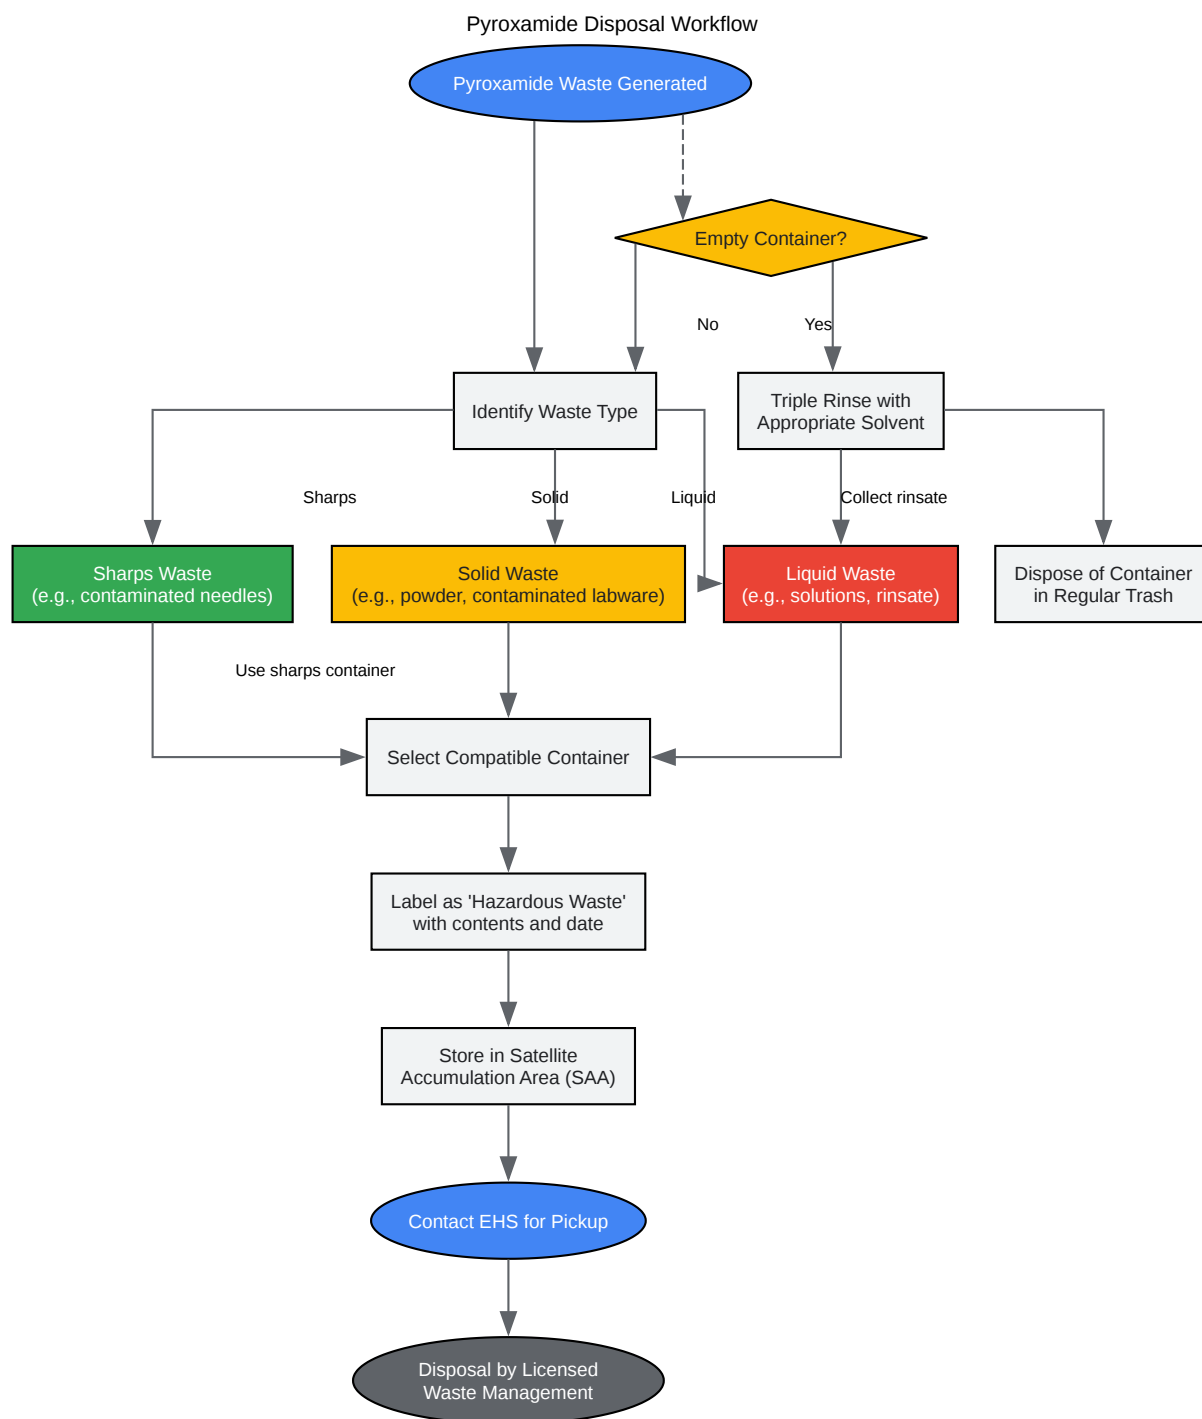 Pyroxamide Disposal Workflow
Pyroxamide Waste Generated
Empty Container?
No
Yes
Identify Waste Type
Triple Rinse with
Appropriate Solvent
Sharps
Solid
Liquid
Collect rinsate
Sharps Waste
(e.g., contaminated needles)
Solid Waste
(e.g., powder, contaminated labware)
Liquid Waste
(e.g., solutions, rinsate)
Dispose of Container
in Regular Trash
Use sharps container
Select Compatible Container
Label as 'Hazardous Waste'
with contents and date
Store in Satellite
Accumulation Area (SAA)
Contact EHS for Pickup
Disposal by Licensed
Waste Management